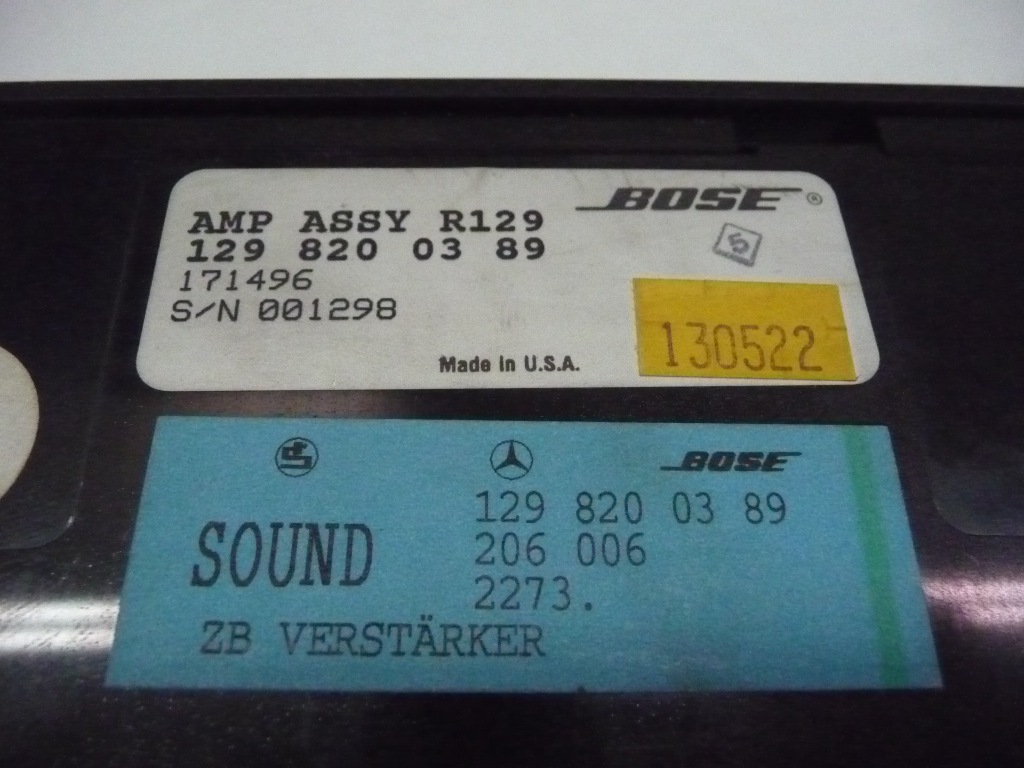 BOSE ®
AMP ASSY R129
129 820 03 89
171496
S/N 001298
5
130522
Made in U.S.A.
BOSE
129 820 03 89
206 006
SOUND
2273.
ZB VERSTÄRKER